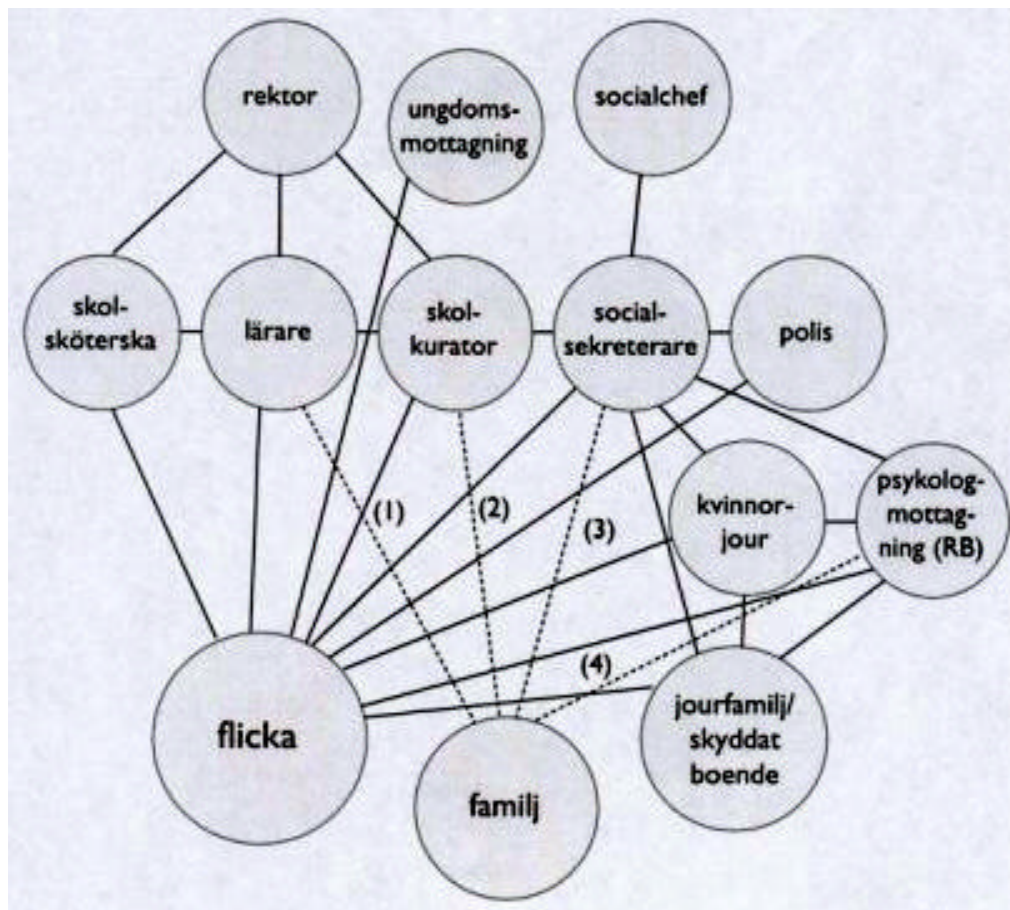 rektor
ungdoms-
mottagning
socialchef
skol-
sköterska
lärare
skol-
kurator
social-
sekreterare
polis
kvinnor-
jour
psykolog-
mottag-
ning (RB)
(1)
(2)
(3)
(4)
flicka
familj
jourfamilj/
skyddat
boende